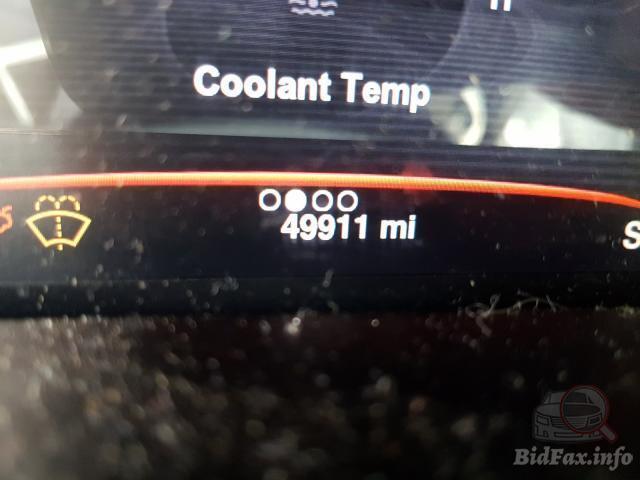 Coolant Temp
49911 mi
S
BidFax.info